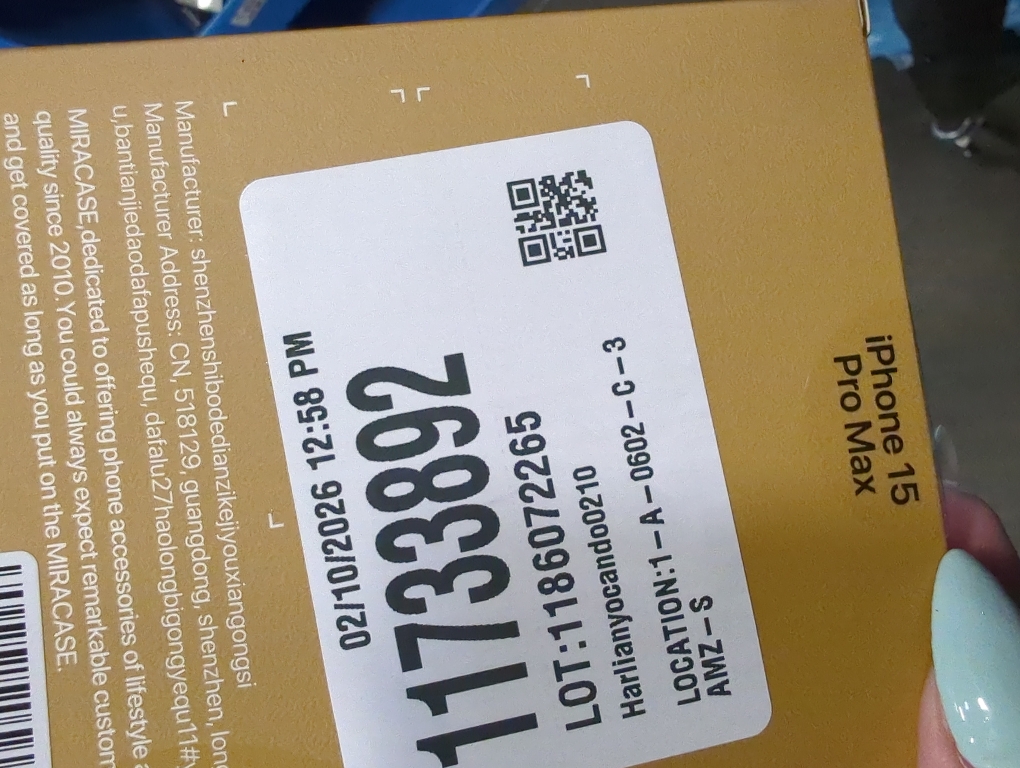 02/10/2026 12:58 PM
1173892
LOT:1186072265
Harlianyocando0210
LOCATION:1-A-0602-C-3
AMZ-S
iPhone 15
Pro Max
Manufacturer: shenzhenshibodedianzikejiyouxiangongsi
Manufacturer Address: CN, 518129, guangdong, shenzhen, long
u,bantianjiedaodafapushequ, dafalu27haolongbigongyequ11#
MIRACASE,dedicated to offering phone accessories of lifestyle
quality since 2010.You could always expect remarkable custom
and get covered as long as you put on the MIRACASE.